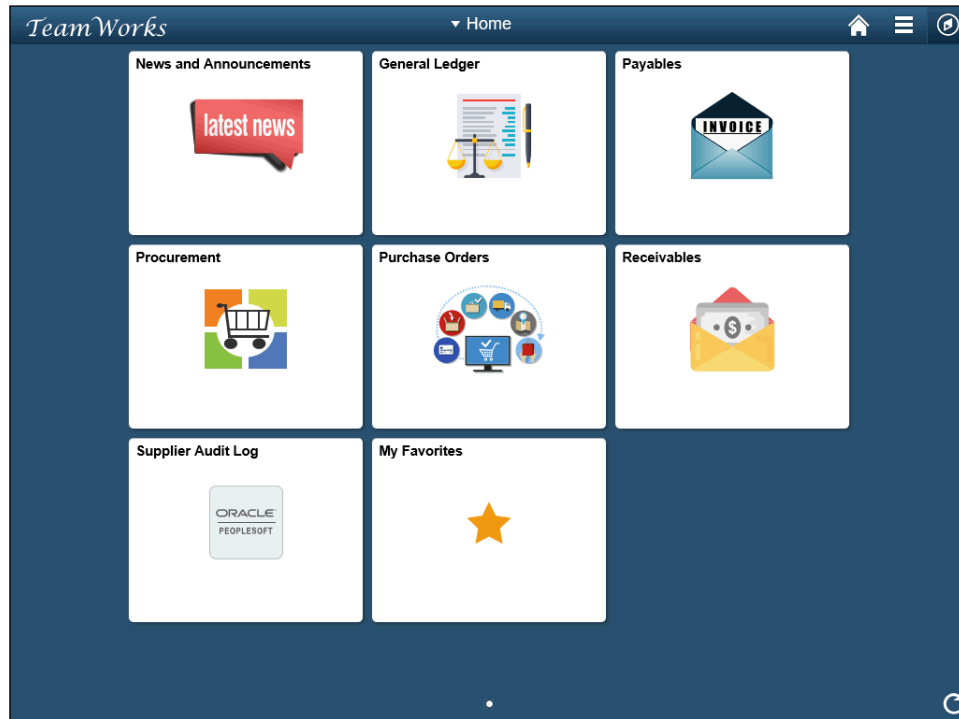 TeamWorks
Home
News and Announcements
General Ledger
Payables
latest news
INVOICE
Procurement
Purchase Orders
Receivables
$
Supplier Audit Log
My Favorites
ORACLE
PEOPLESOFT